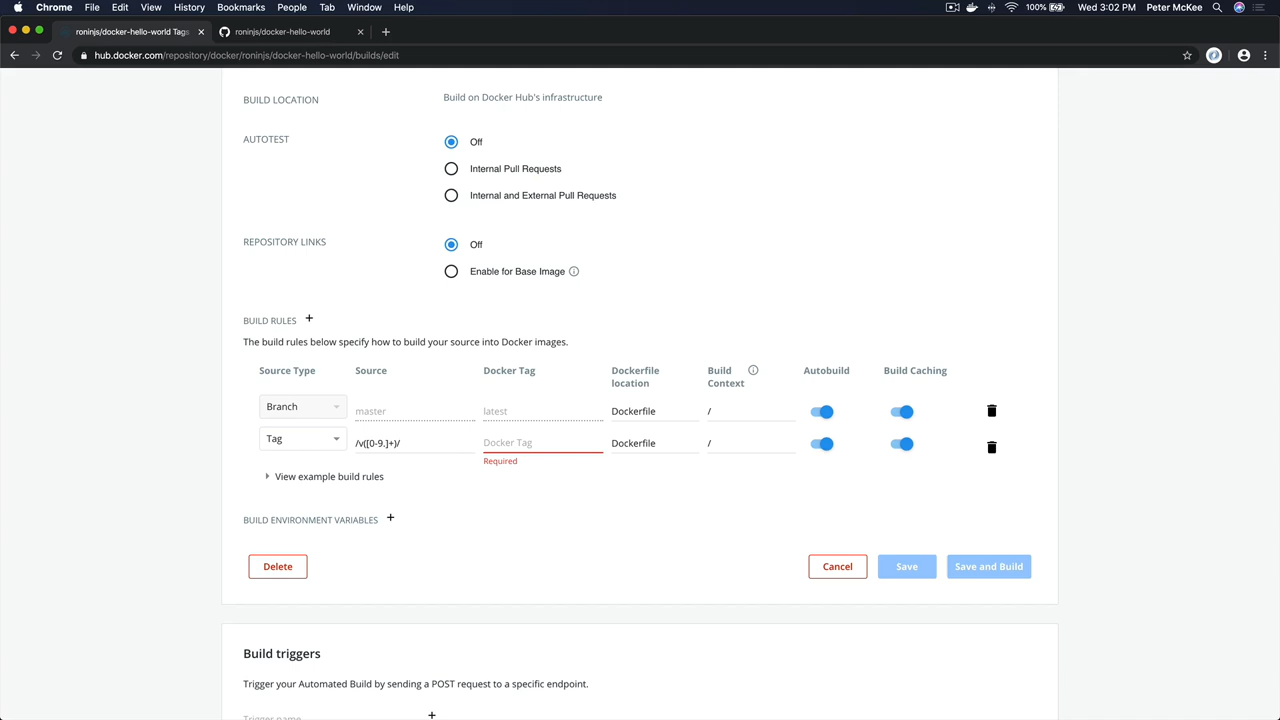 Chrome File Edit View History Bookmarks People Tab Window Help 100% Wed 3:02 PM Peter McKee
roninjs/docker-hello-world Tags roninjs/docker-hello-world
hub.docker.com/repository/docker/roninjs/docker-hello-world/builds/edit
BUILD LOCATION Build on Docker Hub's infrastructure
AUTOTEST Off
Internal Pull Requests
Internal and External Pull Requests
REPOSITORY LINKS Off
Enable for Base Image
BUILD RULES +
The build rules below specify how to build your source into Docker images.
Source Type Source Docker Tag Dockerfile location Build Context Autobuild Build Caching
Branch master latest Dockerfile /
Tag /v([0-9.]+)/ Docker Tag Dockerfile /
Required
View example build rules
BUILD ENVIRONMENT VARIABLES +
Delete Cancel Save Save and Build
Build triggers
Trigger your Automated Build by sending a POST request to a specific endpoint.
Trigger name +